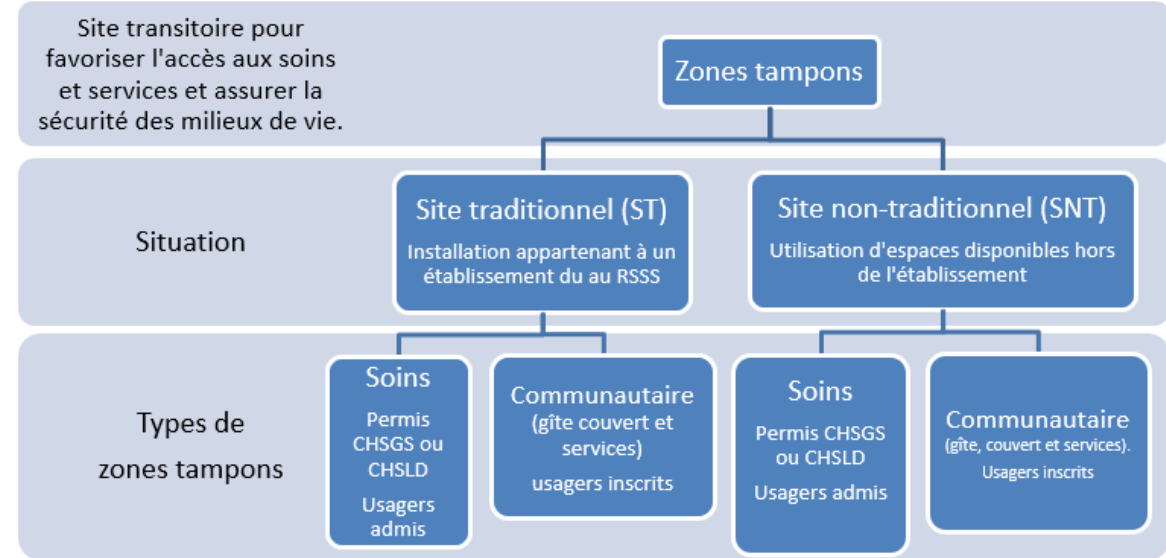 Site transitoire pour
favoriser l'accès aux soins
et services et assurer la
sécurité des milieux de vie.
Zones tampons
Situation
Site traditionnel (ST)
Installation appartenant à un
établissement du au RSSS
Site non-traditionnel (SNT)
Utilisation d'espaces disponibles hors
de l'établissement
Types de
zones tampons
Soins
Permis
CHSGS ou
CHSLD
Usagers
admis
Communautaire
(gîte couvert et
services)
usagers inscrits
Soins
Permis CHSGS
ou CHSLD
Usagers admis
Communautaire
(gîte, couvert et services).
Usagers inscrits